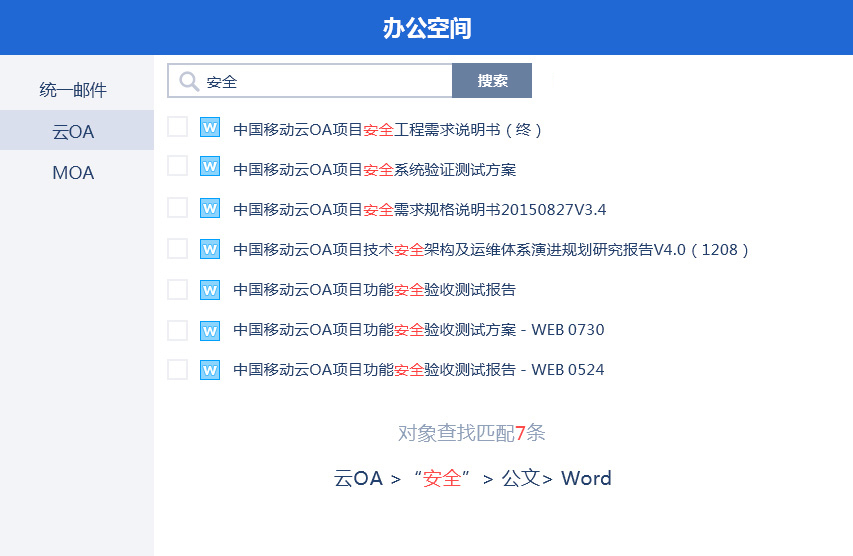 办公空间
统一邮件
云OA
MOA
安全
搜索
W 中国移动云OA项目安全工程需求说明书（终）
W 中国移动云OA项目安全系统验证测试方案
W 中国移动云OA项目安全需求规格说明书20150827V3.4
W 中国移动云OA项目技术安全架构及运维体系演进规划研究报告V4.0（1208）
W 中国移动云OA项目功能安全验收测试报告
W 中国移动云OA项目功能安全验收测试方案 - WEB 0730
W 中国移动云OA项目功能安全验收测试报告 - WEB 0524
对象查找匹配7条
云OA > “安全” > 公文> Word